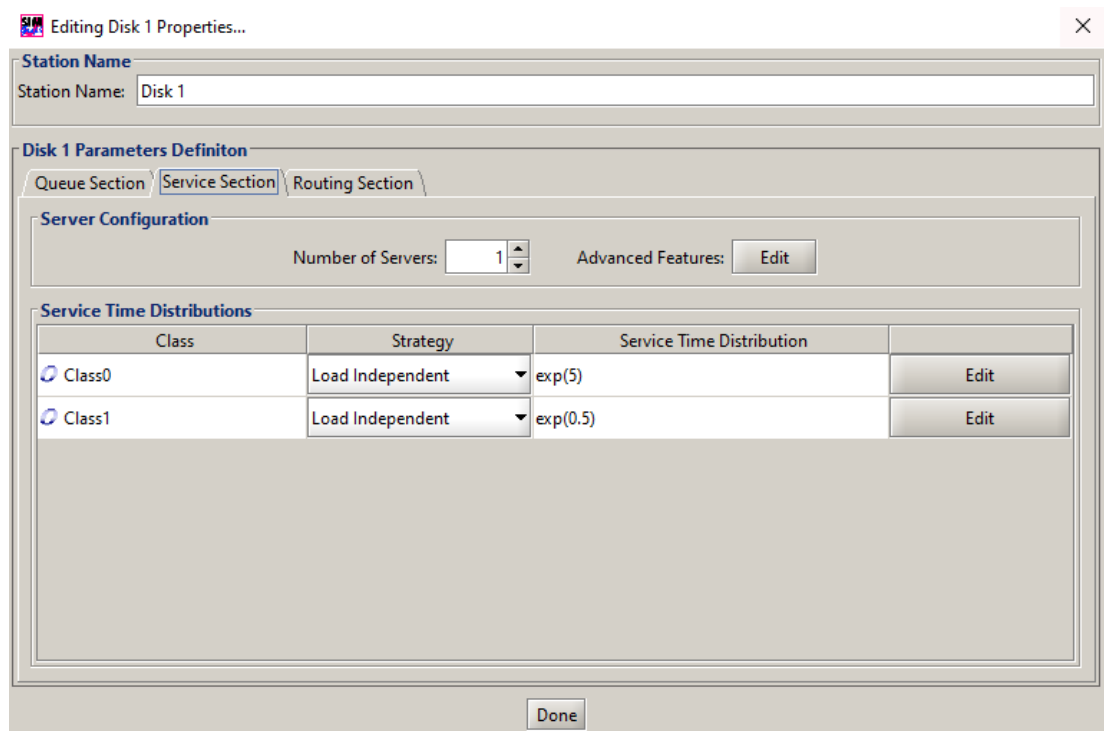 Editing Disk 1 Properties...
Station Name
Station Name: Disk 1
Disk 1 Parameters Definiton
Queue Section Service Section Routing Section
Server Configuration
Number of Servers: 1 Advanced Features: Edit
Service Time Distributions
Class Strategy Service Time Distribution
Class0 Load Independent exp(5) Edit
Class1 Load Independent exp(0.5) Edit
Done